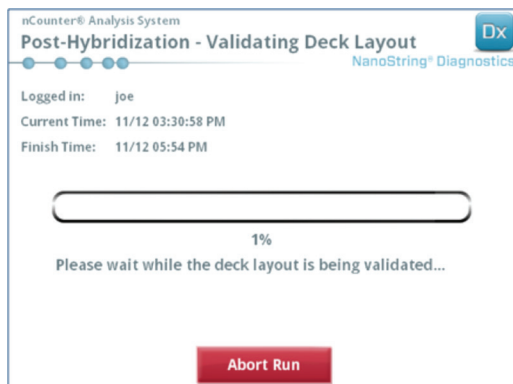 nCounter® Analysis System
Post-Hybridization - Validating Deck Layout
Dx
NanoString® Diagnostics
Logged in: joe
Current Time: 11/12 03:30:58 PM
Finish Time: 11/12 05:54 PM
1%
Please wait while the deck layout is being validated...
Abort Run